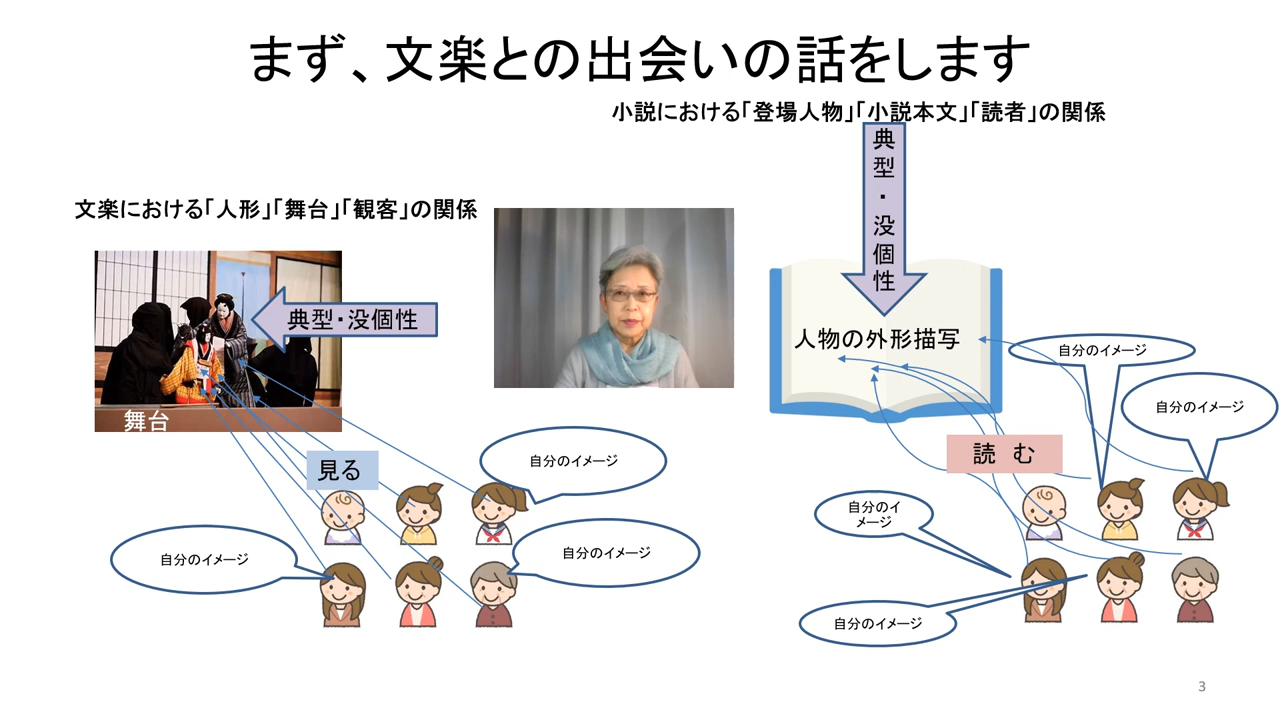 まず、文楽との出会いの話をします
小説における｢登場人物｣｢小説本文｣｢読者｣の関係
文楽における｢人形｣｢舞台｣｢観客｣の関係
典型・没個性
舞台
見る
自分のイメージ
自分のイメージ
自分のイメージ
典型・没個性
人物の外形描写
自分のイメージ
自分のイメージ
読　む
自分のイ
メージ
自分のイメージ
3